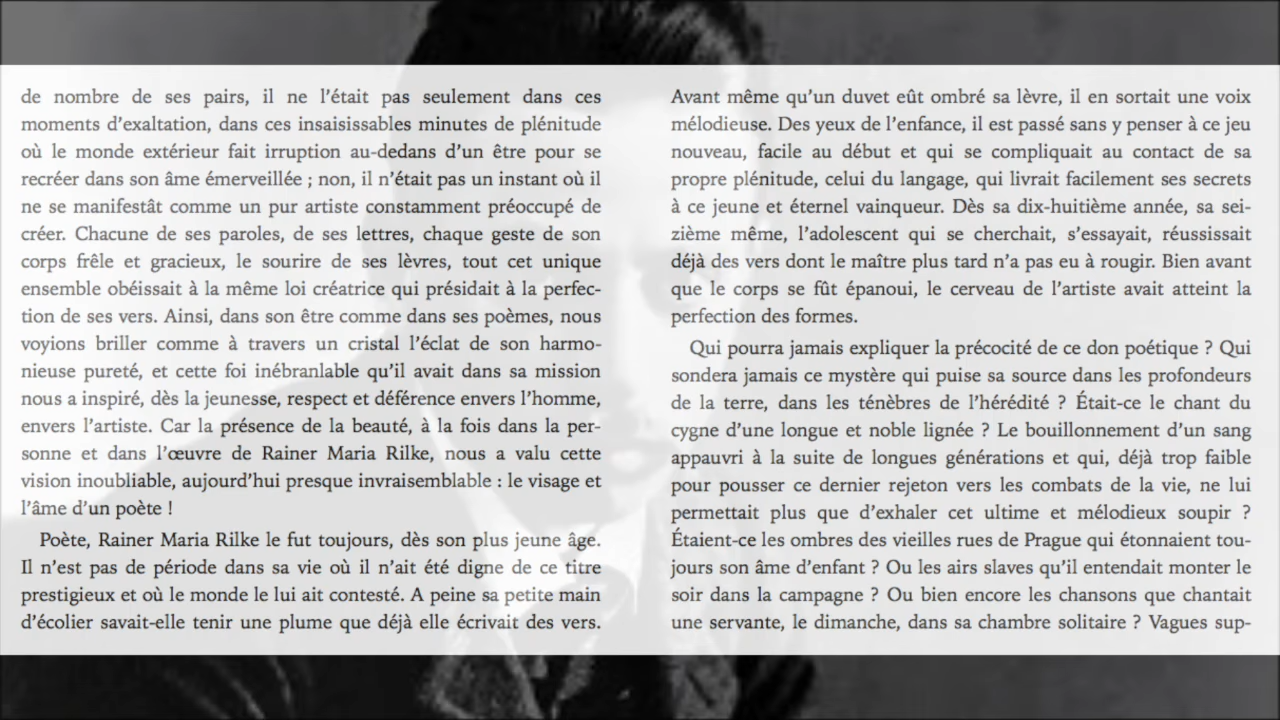 de nombre de ses pairs, il ne l’était pas seulement dans ces
moments d’exaltation, dans ces insaisissables minutes de plénitude
où le monde extérieur fait irruption au-dedans d’un être pour se
recréer dans son âme émerveillée ; non, il n’était pas un instant où il
ne se manifestât comme un pur artiste constamment préoccupé de
créer. Chacune de ses paroles, de ses lettres, chaque geste de son
corps frêle et gracieux, le sourire de ses lèvres, tout cet unique
ensemble obéissait à la même loi créatrice qui présidait à la perfec-
tion de ses vers. Ainsi, dans son être comme dans ses poèmes, nous
voyions briller comme à travers un cristal l’éclat de son harmo-
nieuse pureté, et cette foi inébranlable qu’il avait dans sa mission
nous a inspiré, dès la jeunesse, respect et déférence envers l’homme,
envers l’artiste. Car la présence de la beauté, à la fois dans la per-
sonne et dans l’œuvre de Rainer Maria Rilke, nous a valu cette
vision inoubliable, aujourd’hui presque invraisemblable : le visage et
l’âme d’un poète !
Poète, Rainer Maria Rilke le fut toujours, dès son plus jeune âge.
Il n’est pas de période dans sa vie où il n’ait été digne de ce titre
prestigieux et où le monde le lui ait contesté. A peine sa petite main
d’écolier savait-elle tenir une plume que déjà elle écrivait des vers.
Avant même qu’un duvet eût ombré sa lèvre, il en sortait une voix
mélodieuse. Des yeux de l’enfance, il est passé sans y penser à ce jeu
nouveau, facile au début et qui se compliquait au contact de sa
propre plénitude, celui du langage, qui livrait facilement ses secrets
à ce jeune et éternel vainqueur. Dès sa dix-huitième année, sa sei-
zième même, l’adolescent qui se cherchait, s’essayait, réussissait
déjà des vers dont le maître plus tard n’a pas eu à rougir. Bien avant
que le corps se fût épanoui, le cerveau de l’artiste avait atteint la
perfection des formes.
Qui pourra jamais expliquer la précocité de ce don poétique ? Qui
sondera jamais ce mystère qui puise sa source dans les profondeurs
de la terre, dans les ténèbres de l’hérédité ? Était-ce le chant du
cygne d’une longue et noble lignée ? Le bouillonnement d’un sang
appauvri à la suite de longues générations et qui, déjà trop faible
pour pousser ce dernier rejeton vers les combats de la vie, ne lui
permettait plus que d’exhaler cet ultime et mélodieux soupir ?
Étaient-ce les ombres des vieilles rues de Prague qui étonnaient tou-
jours son âme d’enfant ? Ou les airs slaves qu’il entendait monter le
soir dans la campagne ? Ou bien encore les chansons que chantait
une servante, le dimanche, dans sa chambre solitaire ? Vagues sup-